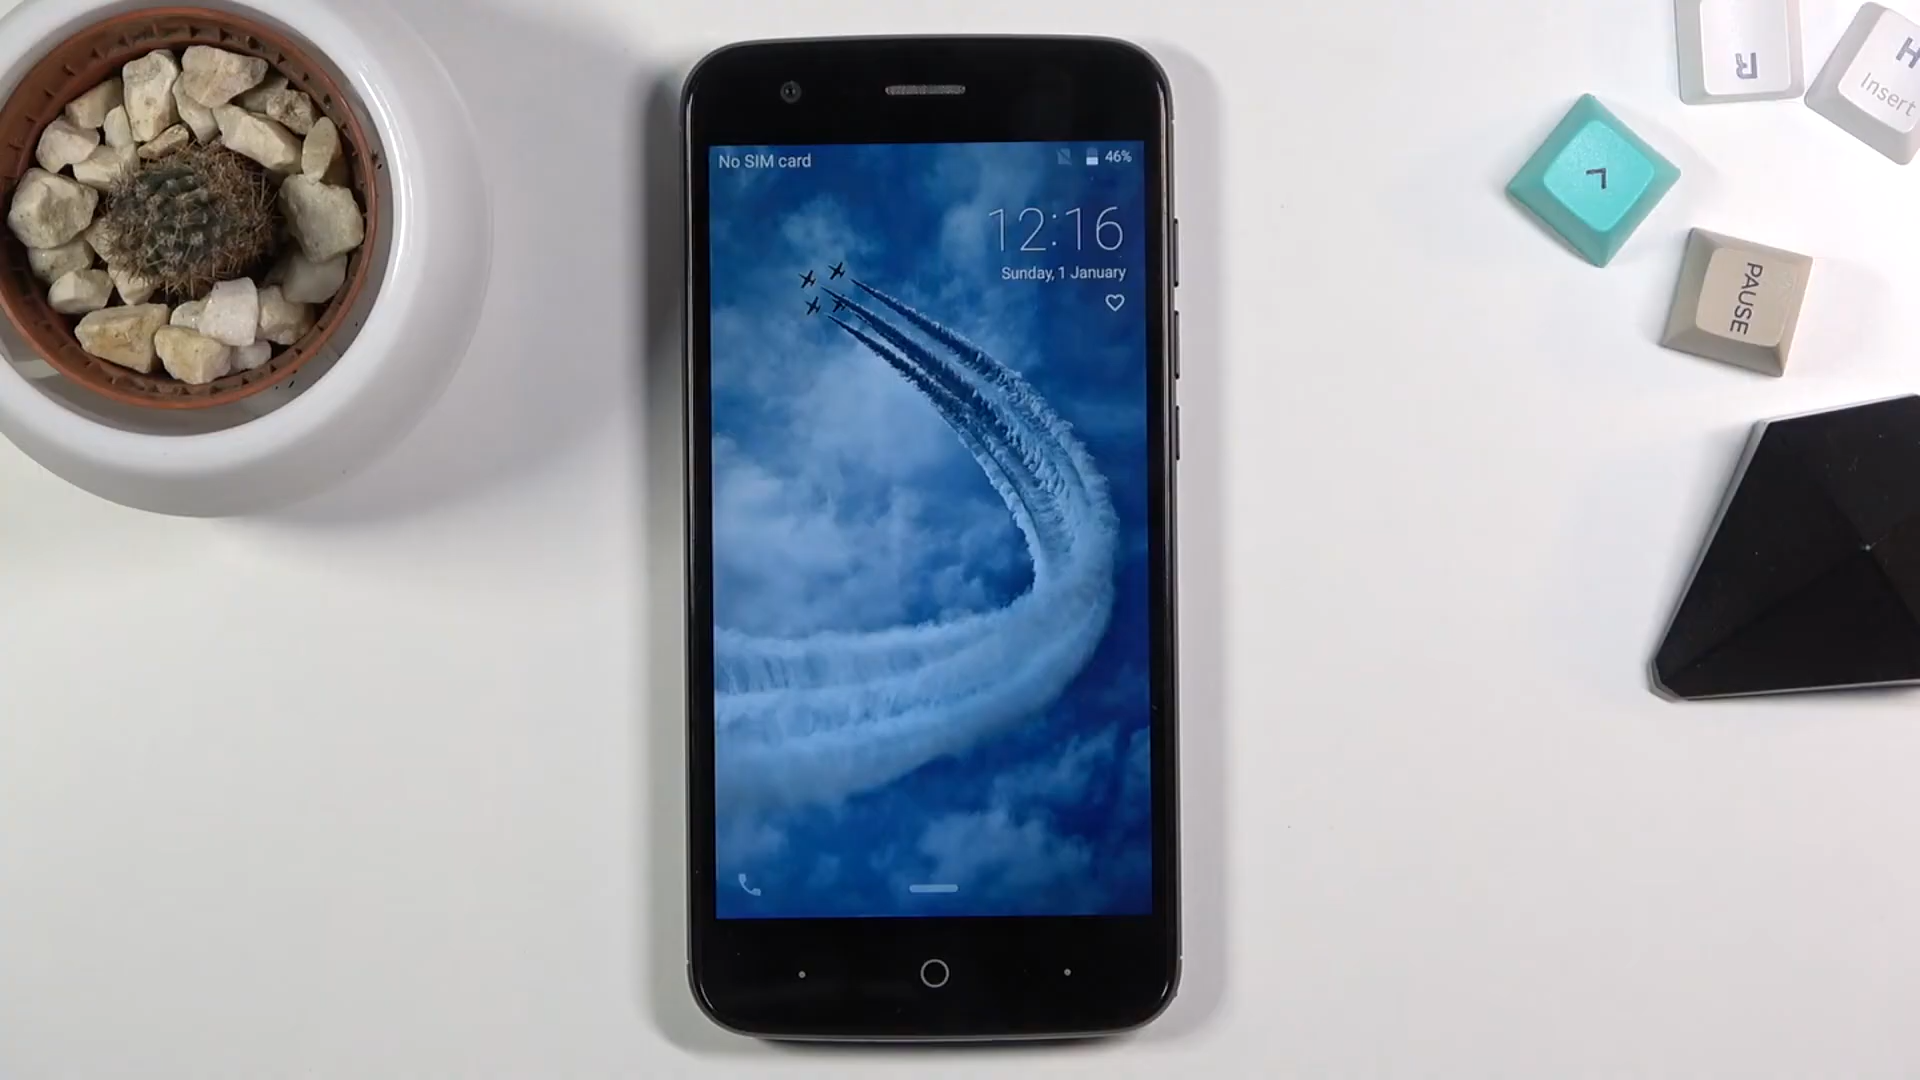 No SIM card
46%
12:16
Sunday, 1 January
H
Insert
^
PAUSE